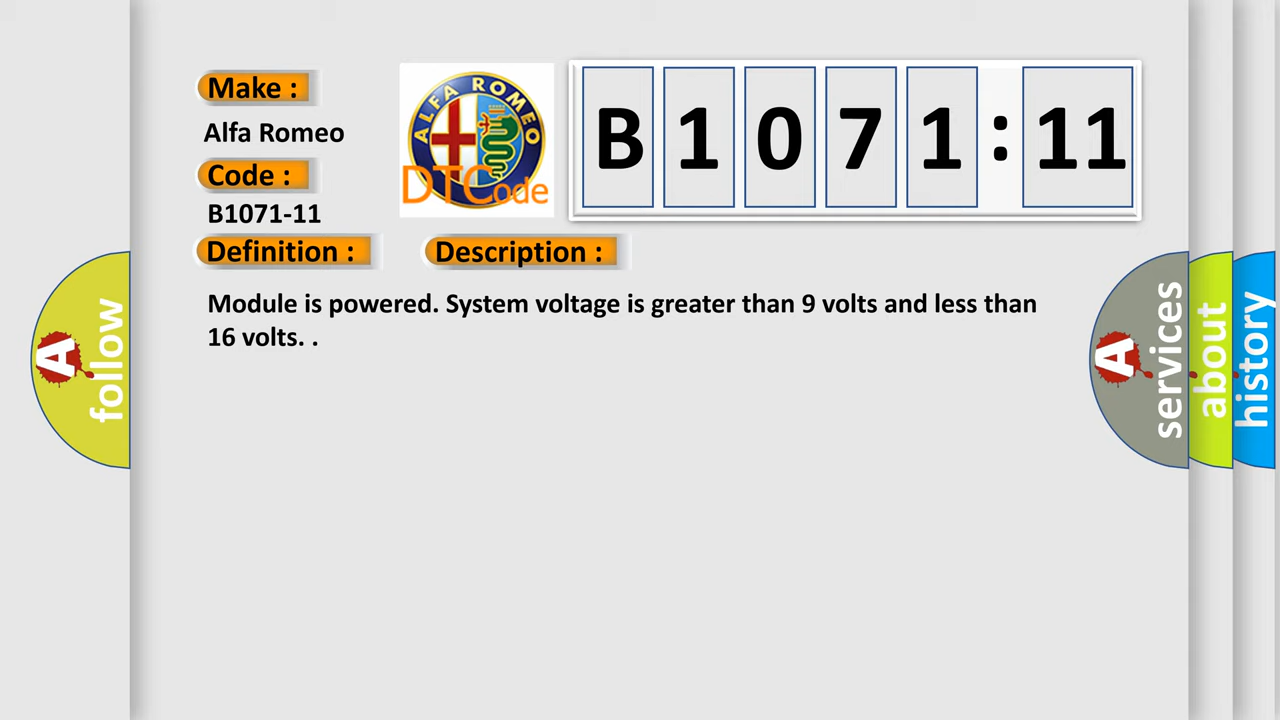 Make :
Alfa Romeo
Code :
B1071-11
ALFA ROMEO
DTCode
B 1 0 7 1 : 11
Definition :
Description :
Module is powered. System voltage is greater than 9 volts and less than
16 volts. .
A follow
A services
about
history